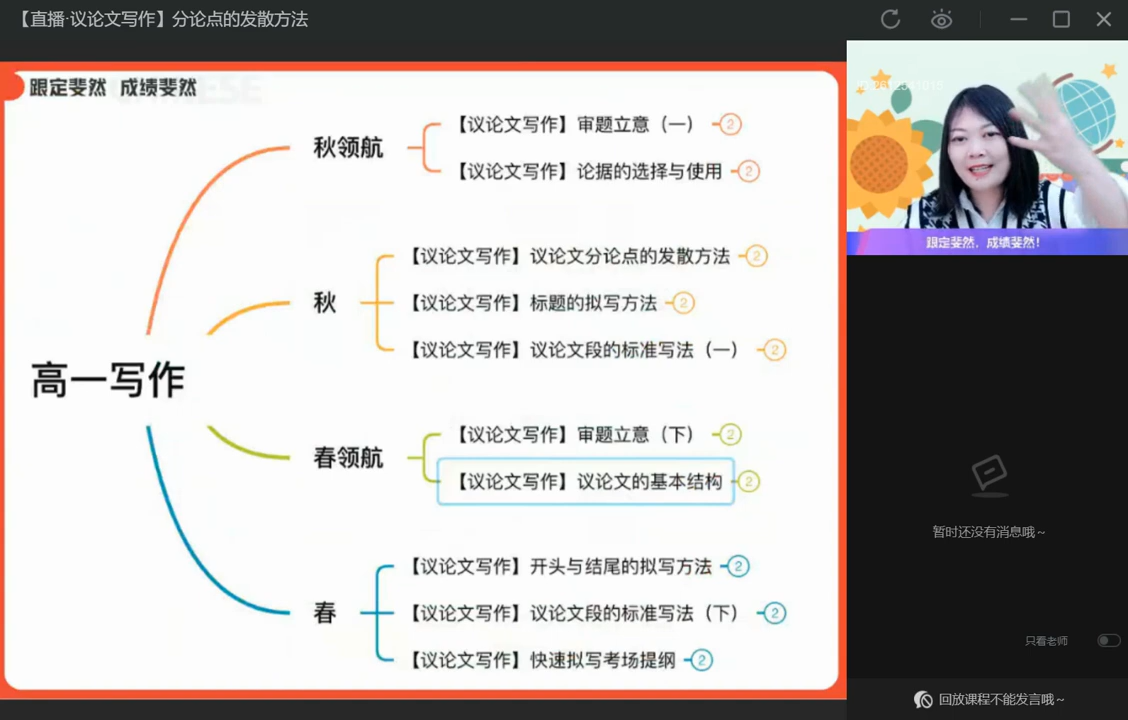 【直播·议论文写作】分论点的发散方法
跟定斐然 成绩斐然
高一写作
秋领航
【议论文写作】审题立意（一）
2
【议论文写作】论据的选择与使用
2
秋
【议论文写作】议论文分论点的发散方法
2
【议论文写作】标题的拟写方法
2
【议论文写作】议论文段的标准写法（一）
2
春领航
【议论文写作】审题立意（下）
2
【议论文写作】议论文的基本结构
2
春
【议论文写作】开头与结尾的拟写方法
2
【议论文写作】议论文段的标准写法（下）
2
【议论文写作】快速拟写考场提纲
2
跟定斐然，成绩斐然！
暂时还没有消息哦～
只看老师
回放课程不能发言哦～